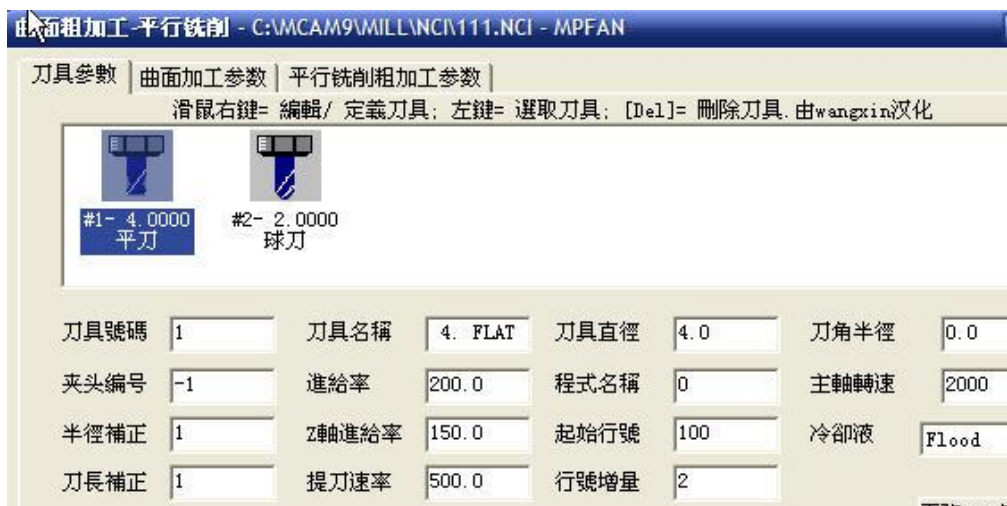 曲面粗加工-平行铣削 - C:\MCAM9\MILL\NCI\111.NCI - MPFAN
刀具參數 曲面加工参数 平行铣削粗加工参数
滑鼠右鍵= 編輯/ 定義刀具; 左鍵= 選取刀具; [Del]= 刪除刀具.由wangxin汉化
#1- 4.0000 #2- 2.0000
平刀 球刀
刀具號碼 1 刀具名稱 4. FLAT 刀具直徑 4.0 刀角半徑 0.0
夹头编号 -1 進給率 200.0 程式名稱 0 主軸轉速 2000
半徑補正 1 Z軸進給率 150.0 起始行號 100 冷卻液 Flood
刀長補正 1 提刀速率 500.0 行號增量 2